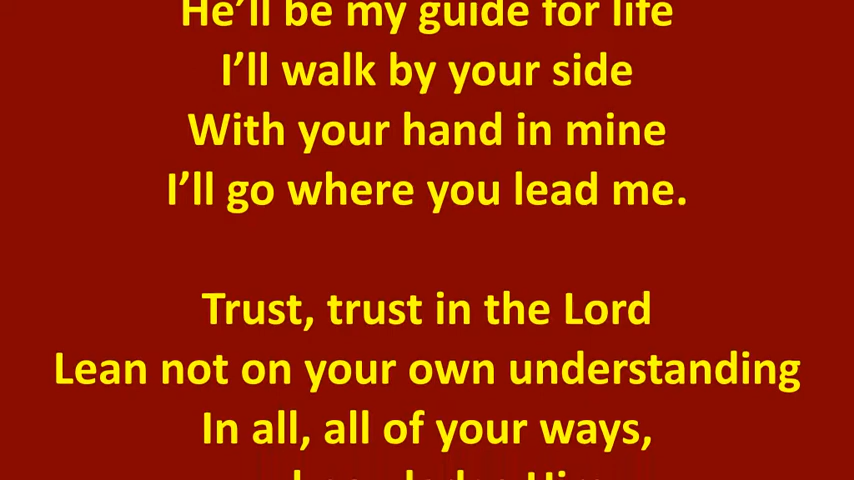 He’ll be my guide for life
I’ll walk by your side
With your hand in mine
I’ll go where you lead me.
Trust, trust in the Lord
Lean not on your own understanding
In all, all of your ways,